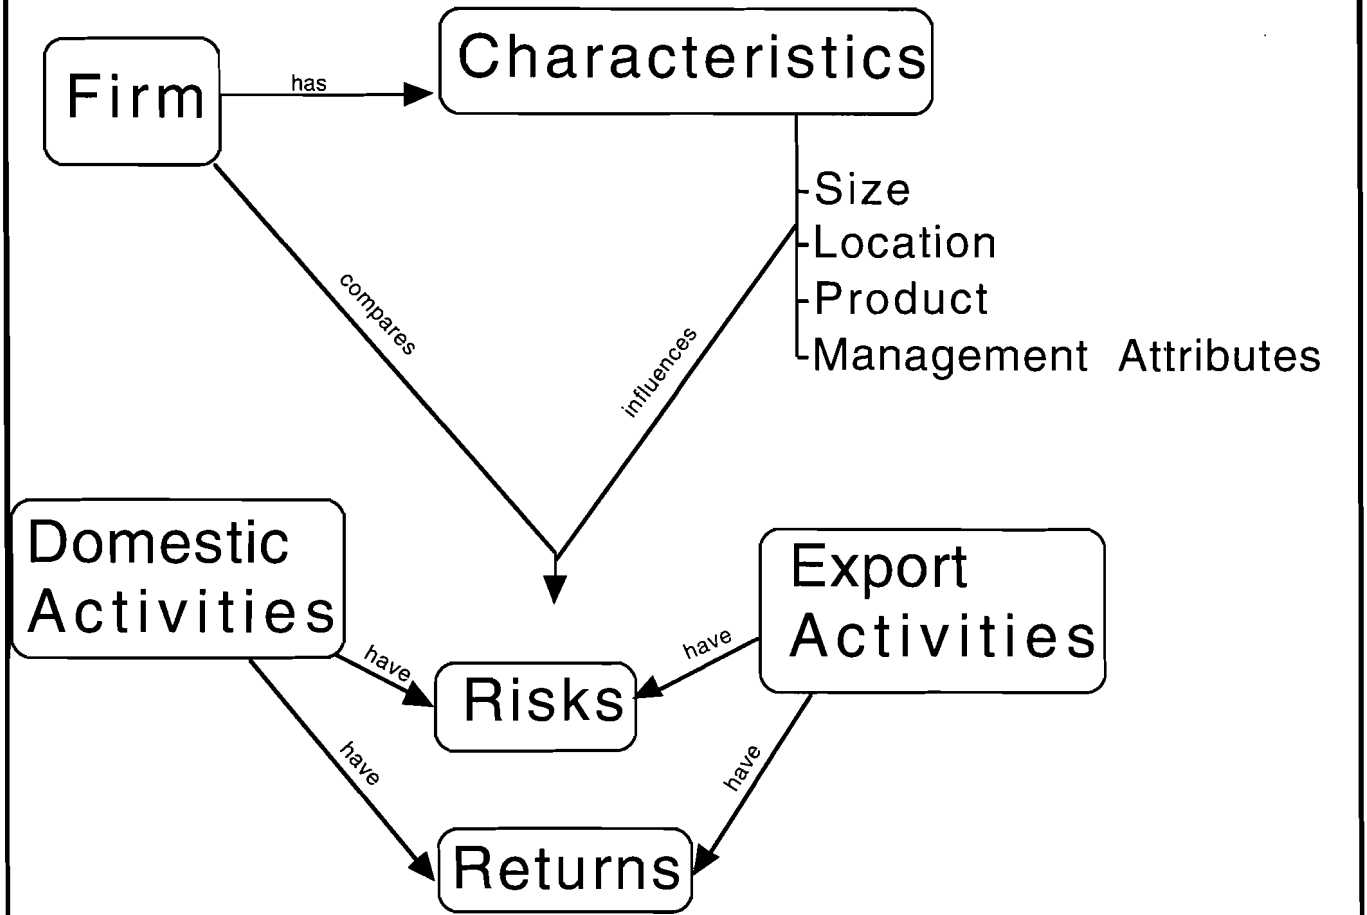 Characteristics
Firm
has
Size
Location
Product
Management Attributes
compares
influences
Domestic
Activities
Export
Activities
have
have
Risks
have
have
Returns